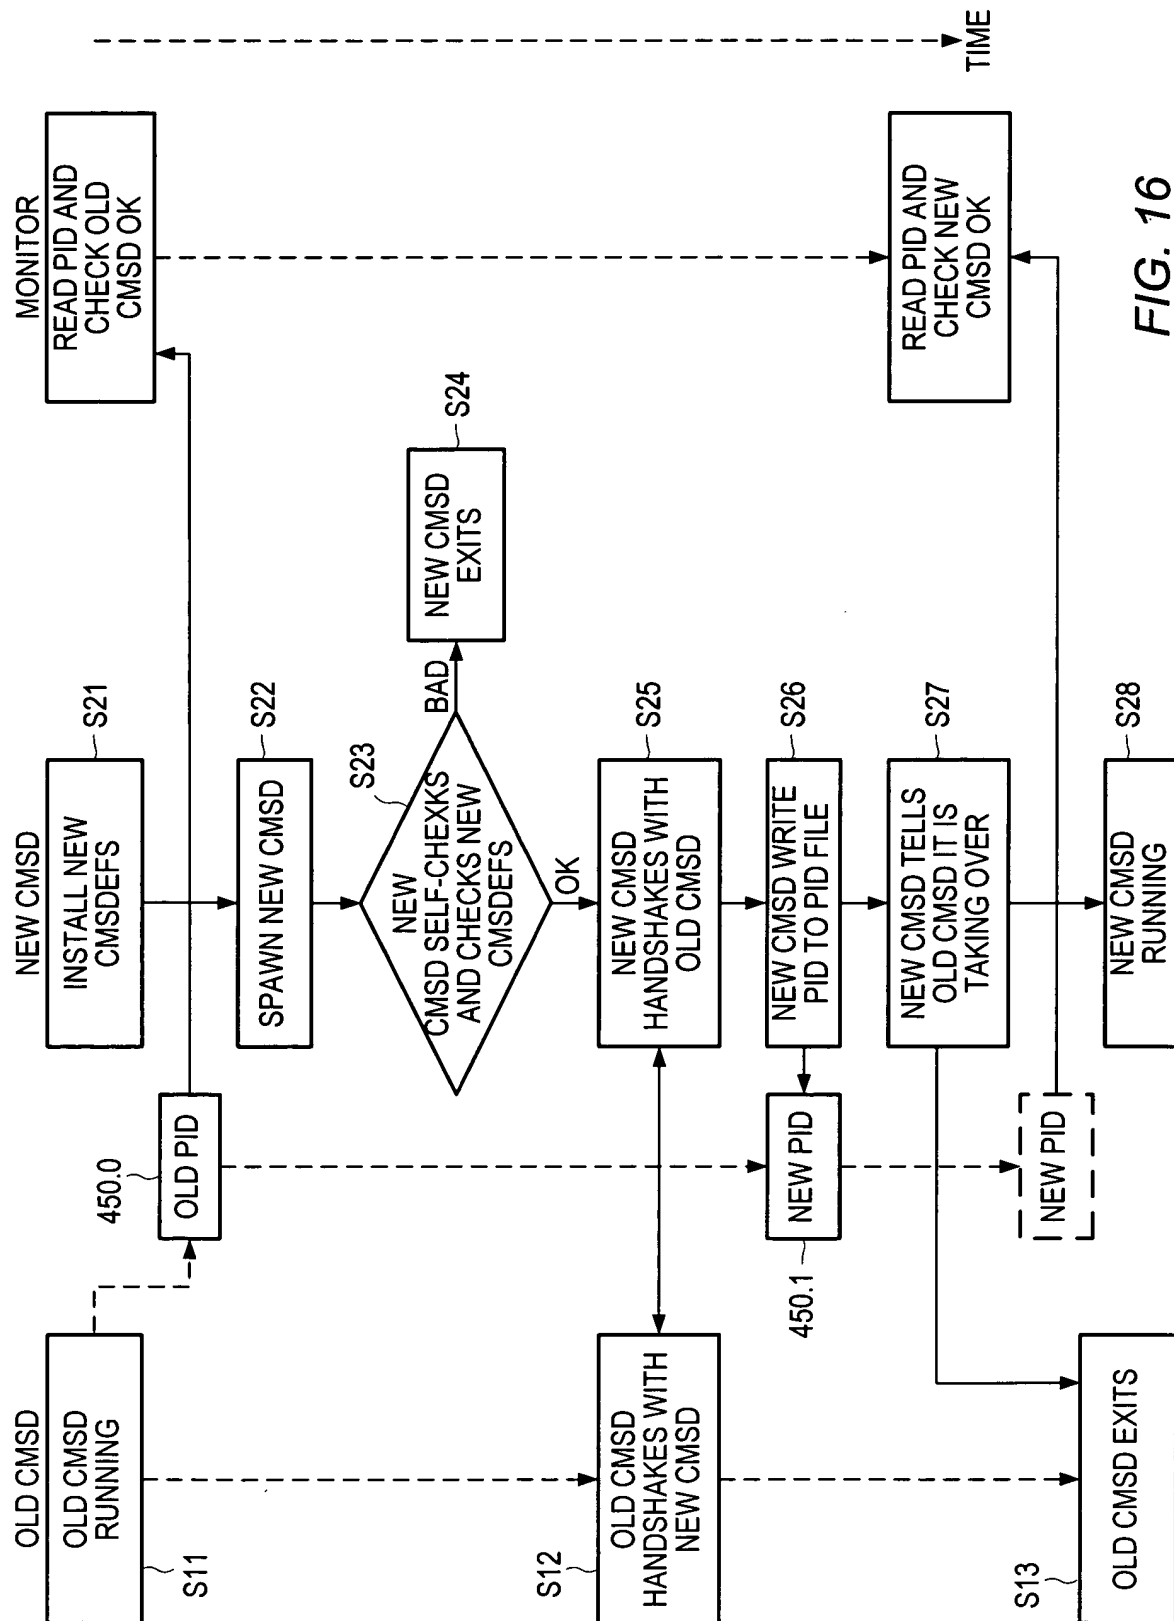 OLD CMSD
OLD CMSD
RUNNING
S11
OLD CMSD
HANDSHAKES WITH
NEW CMSD
S12
OLD CMSD EXITS
S13
450.0
OLD PID
NEW PID
450.1
NEW PID
NEW CMSD
INSTALL NEW
CMSDEFS
S21
SPAWN NEW CMSD
S22
NEW
CMSD SELF-CHEXKS
AND CHECKS NEW
CMSDEFS
S23
BAD
OK
NEW CMSD
EXITS
S24
NEW CMSD
HANDSHAKES WITH
OLD CMSD
S25
NEW CMSD WRITE
PID TO PID FILE
S26
NEW CMSD TELLS
OLD CMSD IT IS
TAKING OVER
S27
NEW CMSD
RUNNING
S28
MONITOR
READ PID AND
CHECK OLD
CMSD OK
READ PID AND
CHECK NEW
CMSD OK
TIME
FIG. 16